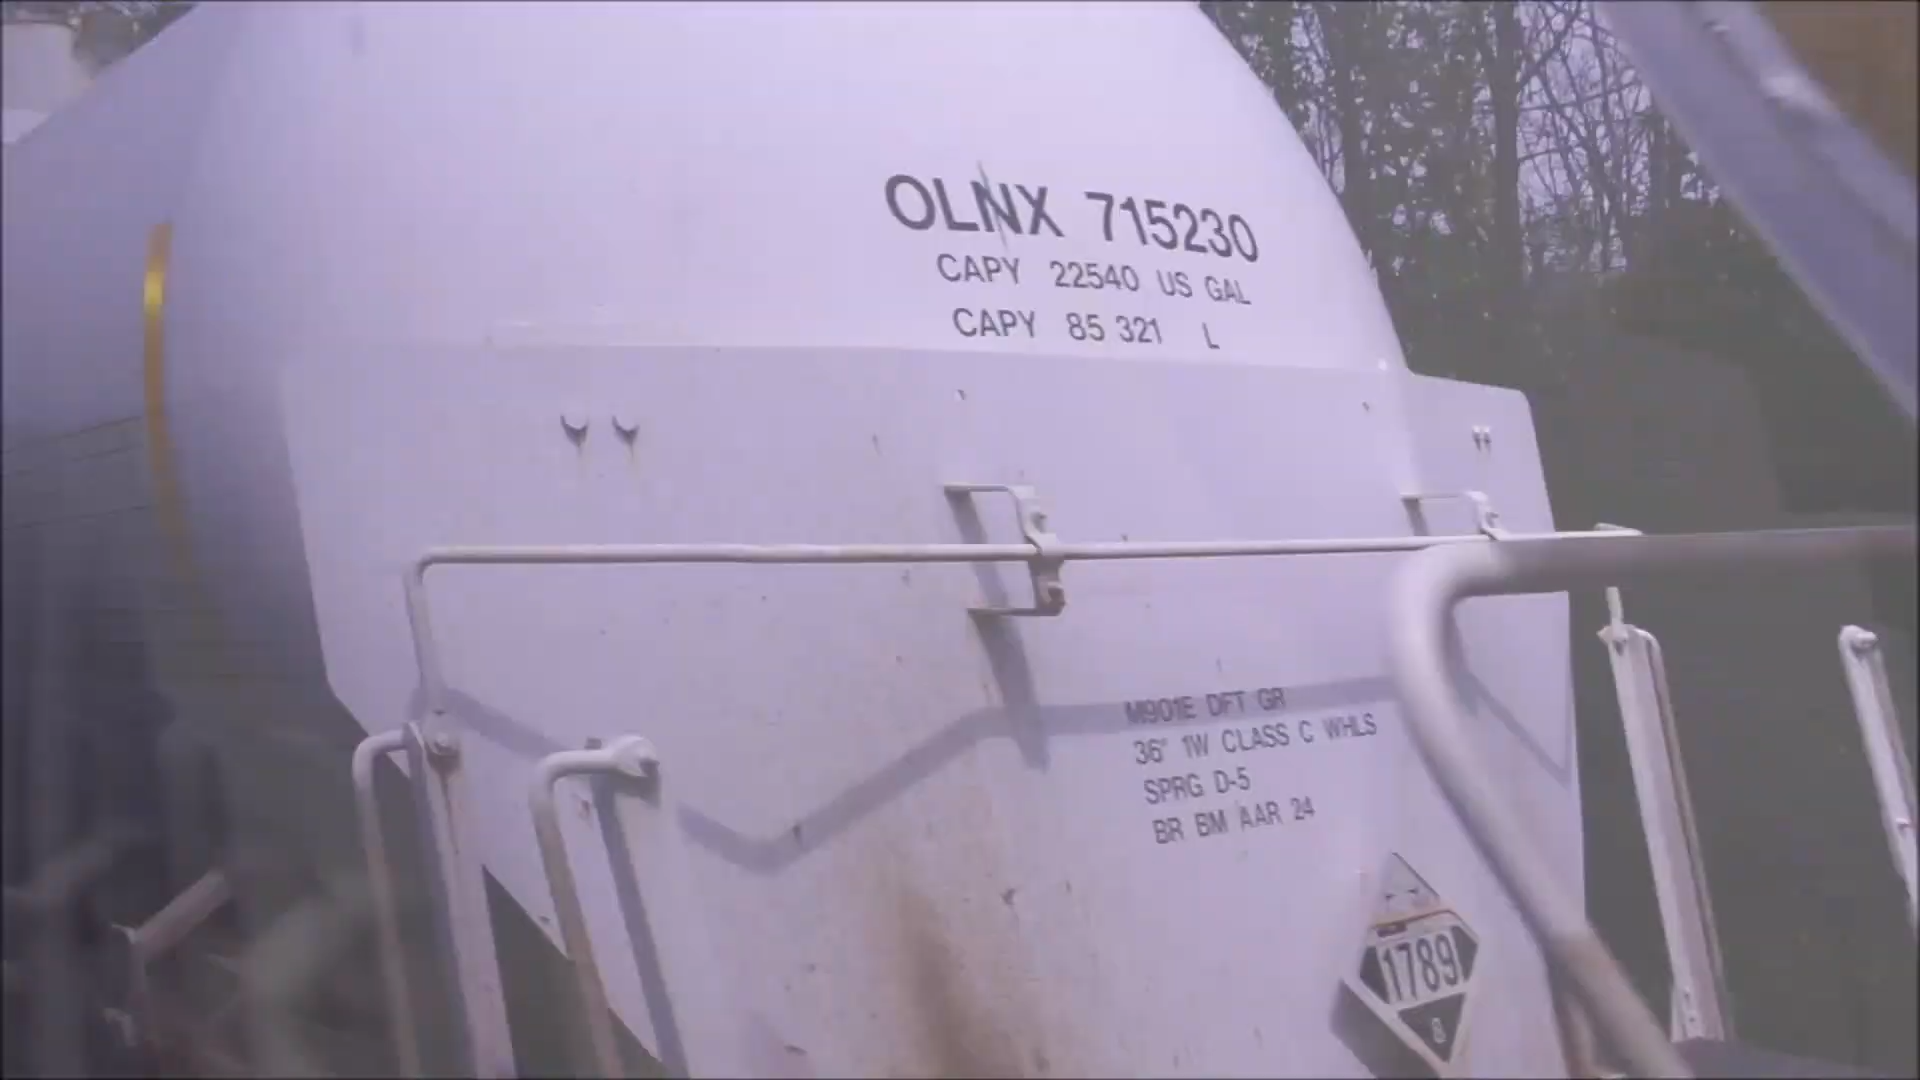 OLNX 715230
CAPY 22540 US GAL
CAPY 85 321 L
M901E DFT GR
36" 1W CLASS C WHLS
SPRG D-5
BR BM AAR 24
1789
8